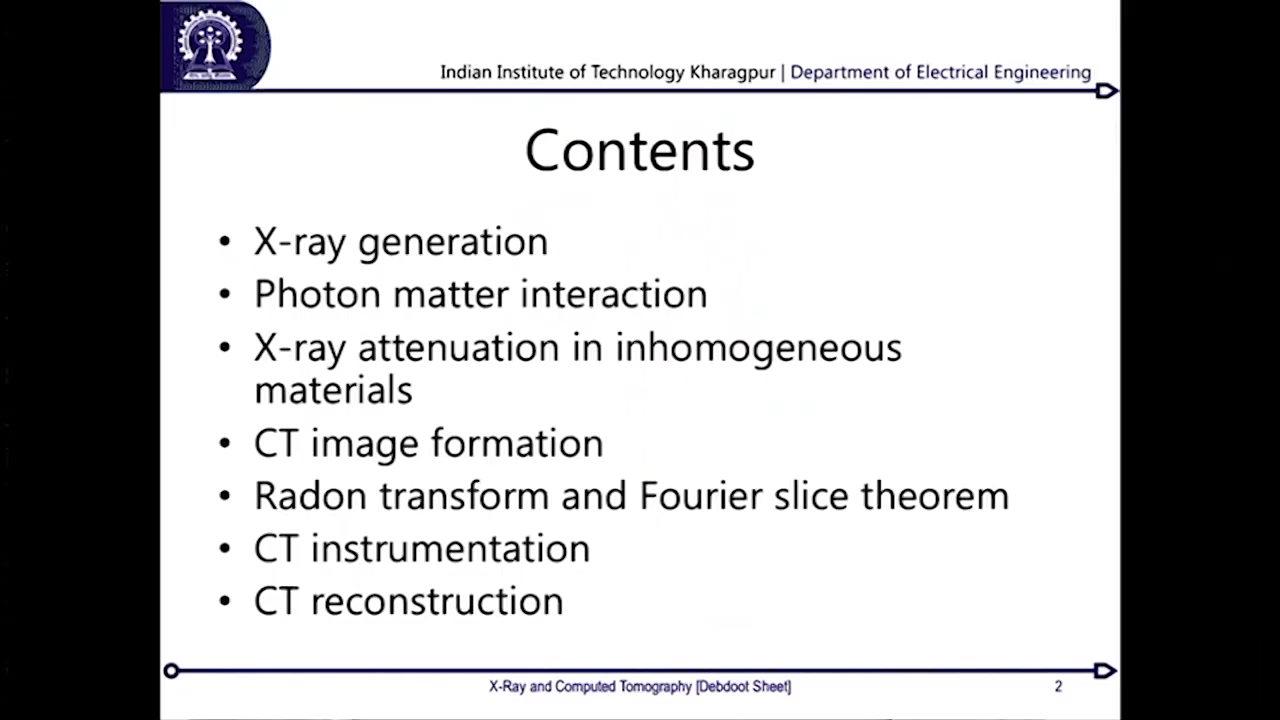 Indian Institute of Technology Kharagpur | Department of Electrical Engineering
Contents
• X-ray generation
• Photon matter interaction
• X-ray attenuation in inhomogeneous
materials
• CT image formation
• Radon transform and Fourier slice theorem
• CT instrumentation
• CT reconstruction
X-Ray and Computed Tomography [Debdoot Sheet]
2